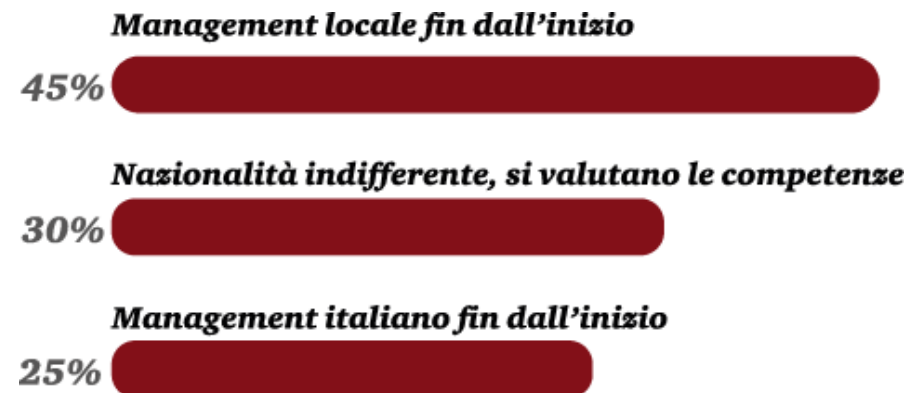 Management locale fin dall’inizio
45%
Nazionalità indifferente, si valutano le competenze
30%
Management italiano fin dall’inizio
25%